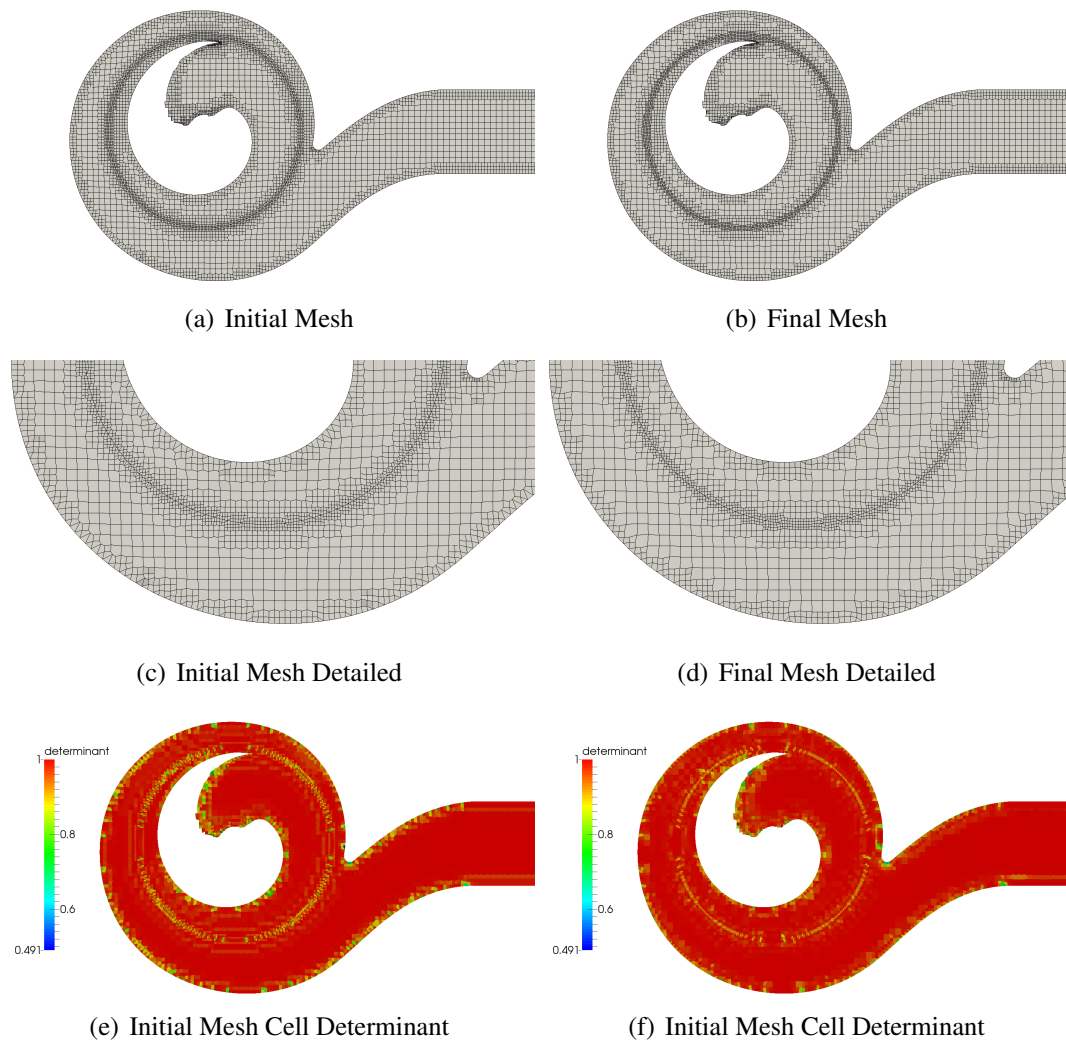 (a) Initial Mesh
(b) Final Mesh
(c) Initial Mesh Detailed
(d) Final Mesh Detailed
determinant
1
0.8
0.6
0.491
determinant
1
0.8
0.6
0.491
(e) Initial Mesh Cell Determinant
(f) Initial Mesh Cell Determinant